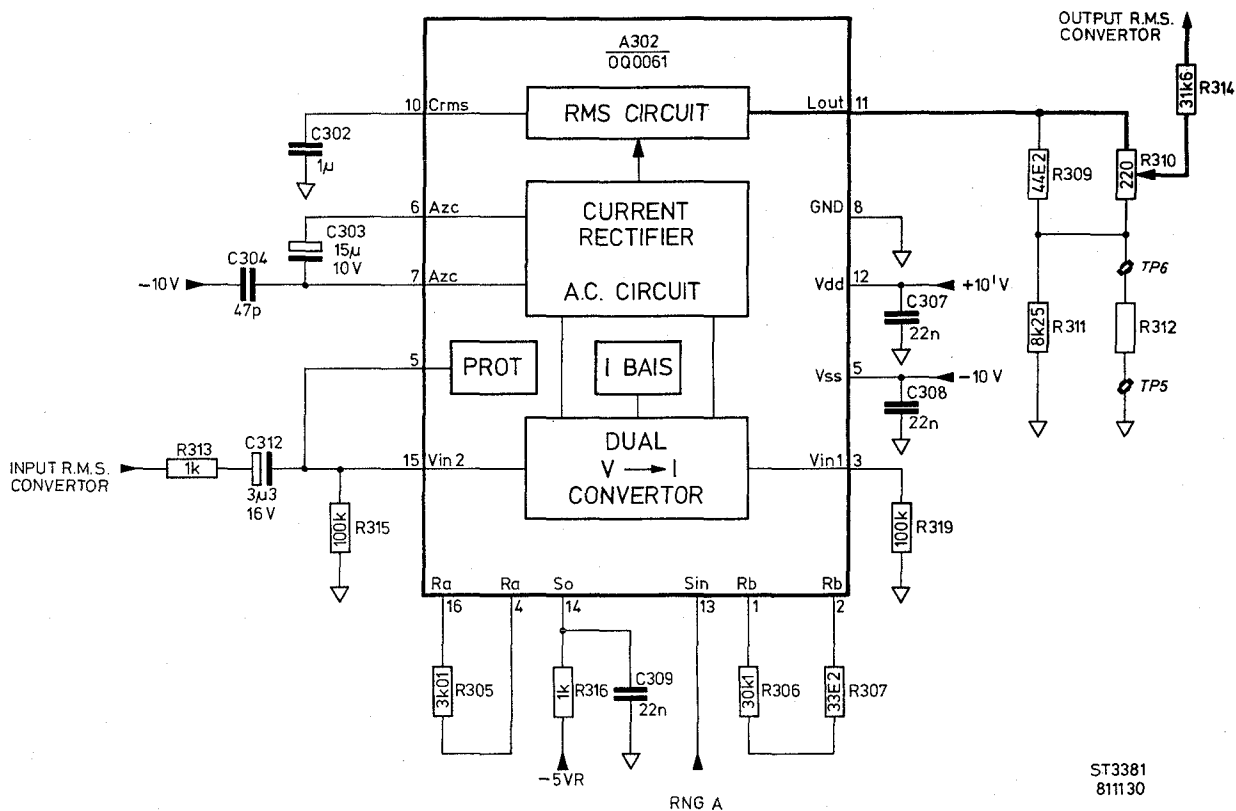 OUTPUT R.M.S.
CONVERTOR
A302
OQ0061
31k6
R314
10
Crms
RMS CIRCUIT
Lout
11
C302
1µ
44E2
R309
220
R310
6
Azc
CURRENT
RECTIFIER
GND
8
C303
15µ
10V
C304
7
Azc
-10V
47p
A.C. CIRCUIT
Vdd
12
+10¹V
C307
22n
TP6
8k25
R311
R312
5
PROT
I BAIS
Vss
5
-10V
C308
22n
TP5
DUAL
V → I
CONVERTOR
INPUT R.M.S.
CONVERTOR
R313
1k
C312
3µ3
16V
15
Vin 2
Vin1
3
100k
R315
100k
R319
Ra
Ra
So
Sin
Rb
Rb
16
4
14
13
1
2
3k01
R305
1k
R316
C309
22n
30k1
R306
33E2
R307
-5VR
RNG A
ST3381
811130